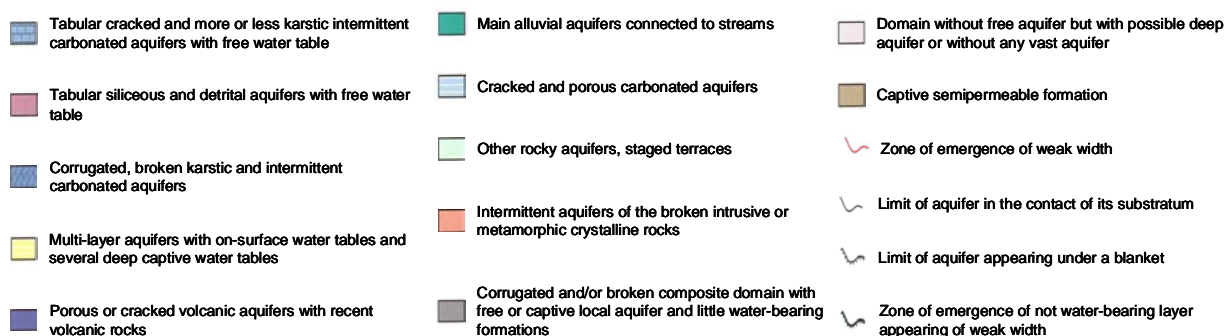 Tabular cracked and more or less karstic intermittent
carbonated aquifers with free water table
Tabular siliceous and detrital aquifers with free water
table
Corrugated, broken karstic and intermittent
carbonated aquifers
Multi-layer aquifers with on-surface water tables and
several deep captive water tables
Porous or cracked volcanic aquifers with recent
volcanic rocks
Main alluvial aquifers connected to streams
Cracked and porous carbonated aquifers
Other rocky aquifers, staged terraces
Intermittent aquifers of the broken intrusive or
metamorphic crystalline rocks
Corrugated and/or broken composite domain with
free or captive local aquifer and little water-bearing
formations
Domain without free aquifer but with possible deep
aquifer or without any vast aquifer
Captive semipermeable formation
Zone of emergence of weak width
Limit of aquifer in the contact of its substratum
Limit of aquifer appearing under a blanket
Zone of emergence of not water-bearing layer
appearing of weak width